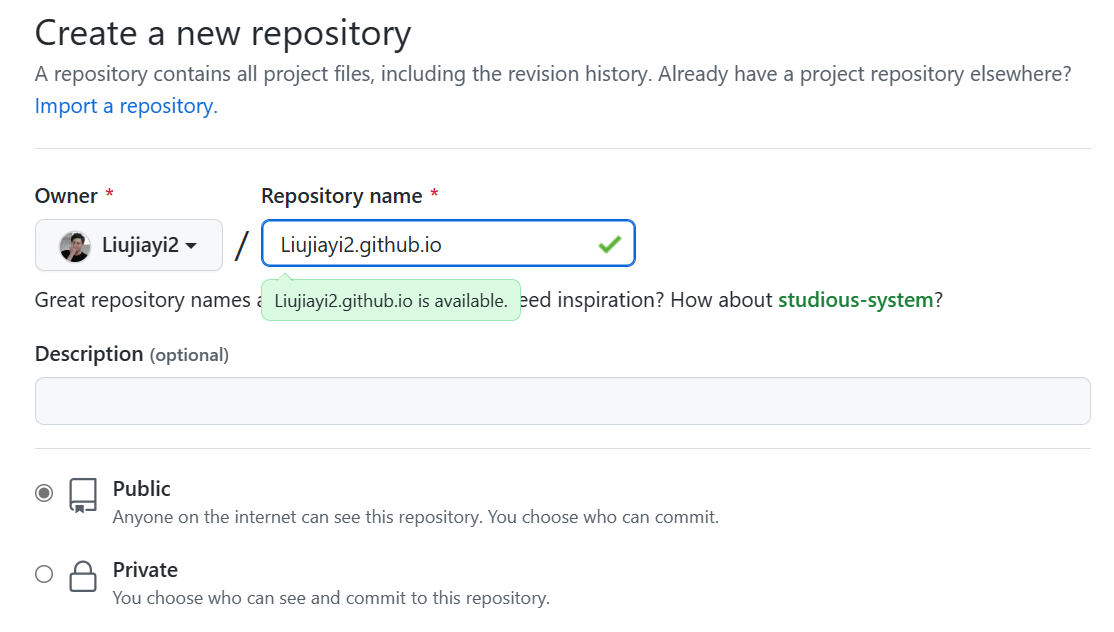 Create a new repository
A repository contains all project files, including the revision history. Already have a project repository elsewhere?
Import a repository.
Owner * Repository name *
Liujiayi2 / Liujiayi2.github.io
Liujiayi2.github.io is available.
Great repository names eed inspiration? How about studious-system?
Description (optional)
Public
Anyone on the internet can see this repository. You choose who can commit.
Private
You choose who can see and commit to this repository.